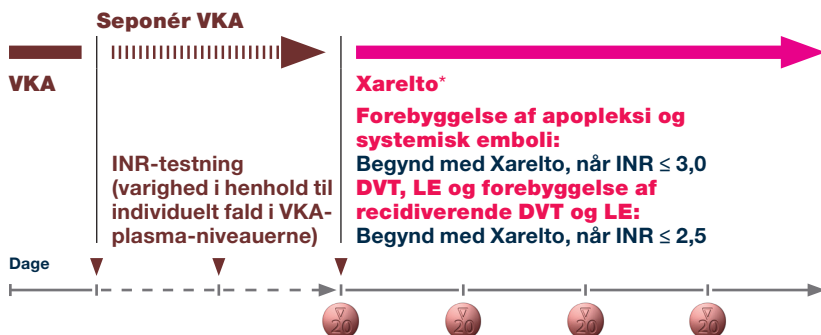 Seponér VKA
VKA
Xarelto*
Forebyggelse af apopleksi og
systemisk emboli:
Begynd med Xarelto, når INR ≤ 3,0
DVT, LE og forebyggelse af
recidiverende DVT og LE:
Begynd med Xarelto, når INR ≤ 2,5
INR-testning
(varighed i henhold til
individuelt fald i VKA-
plasma-niveauerne)
Dage
20
20
20
20